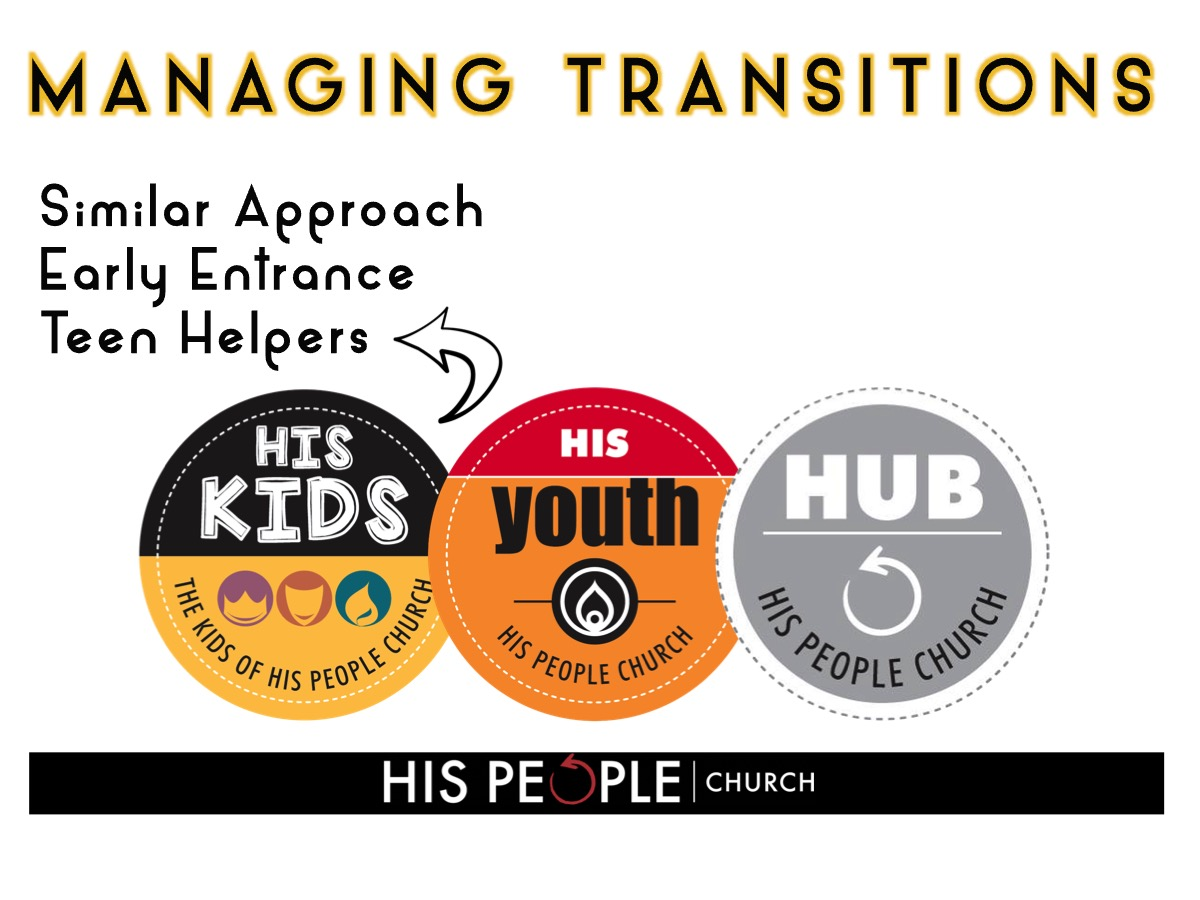 MANAGING TRANSITIONS
Similar Approach
Early Entrance
Teen Helpers
HIS
KIDS
THE KIDS OF HIS PEOPLE CHURCH
HIS
youth
HIS PEOPLE CHURCH
HUB
HIS PEOPLE CHURCH
HIS PEOPLE | CHURCH